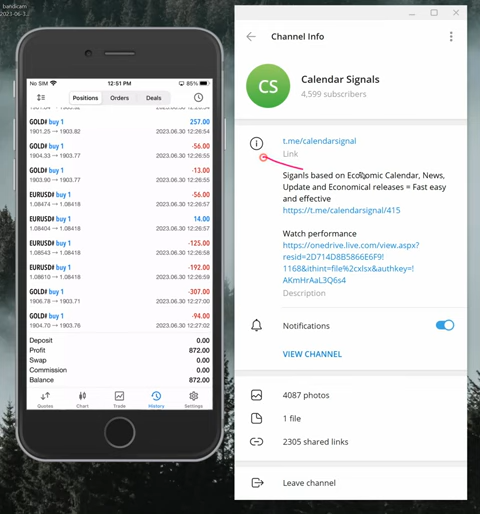 bandicam
2021-06-3...
No SIM
12:51 PM
85%
Positions
Orders
Deals
GOLD# buy 1
257.00
1901.25 → 1903.82
2023.06.30 12:26:54
GOLD# buy 1
-56.00
1904.33 → 1903.77
2023.06.30 12:26:55
GOLD# buy 1
-13.00
1903.90 → 1903.77
2023.06.30 12:26:55
EURUSD# buy 1
-56.00
1.08474 → 1.08418
2023.06.30 12:26:56
EURUSD# buy 1
14.00
1.08404 → 1.08418
2023.06.30 12:26:57
EURUSD# buy 1
-125.00
1.08543 → 1.08418
2023.06.30 12:26:58
EURUSD# buy 1
-192.00
1.08610 → 1.08418
2023.06.30 12:26:59
GOLD# buy 1
-307.00
1906.78 → 1903.71
2023.06.30 12:27:00
GOLD# buy 1
-94.00
1904.70 → 1903.76
2023.06.30 12:27:02
Deposit
0.00
Profit
872.00
Swap
0.00
Commission
0.00
Balance
872.00
Quotes
Chart
Trade
History
Settings
Channel Info
CS
Calendar Signals
4,599 subscribers
t.me/calendarsignal
Link
Siganls based on Economic Calendar, News,
Update and Economical releases = Fast easy
and effective
https://t.me/calendarsignal/415
Watch performance
https://onedrive.live.com/view.aspx?
resid=2D714D8B5866E6F9!
1168&ithint=file%2cxlsx&authkey=!
AKmHrAaL3Q6s4
Description
Notifications
VIEW CHANNEL
4087 photos
1 file
2305 shared links
Leave channel